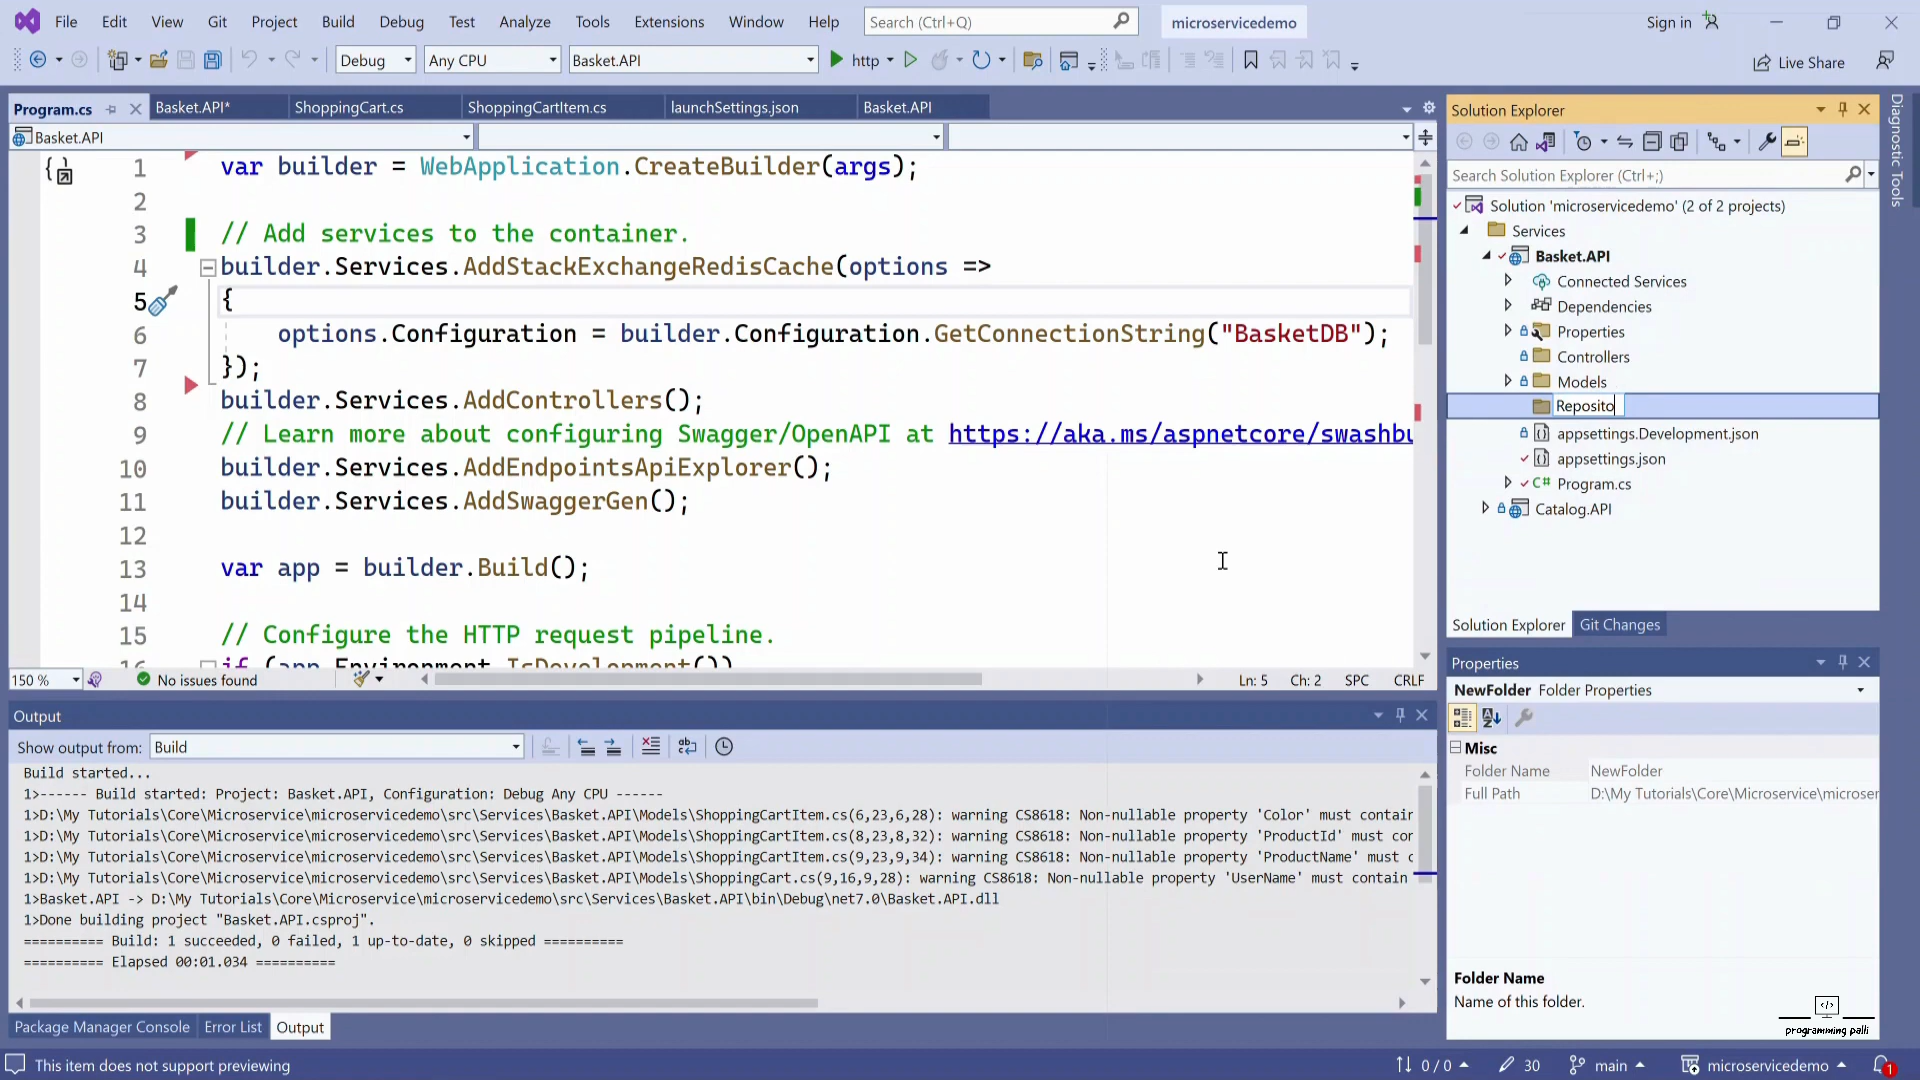 File Edit View Git Project Build Debug Test Analyze Tools Extensions Window Help Search (Ctrl+Q) microservicedemo Sign in
Debug Any CPU Basket.API http Live Share
Program.cs Basket.API* ShoppingCart.cs ShoppingCartItem.cs launchSettings.json Basket.API
Basket.API
1 var builder = WebApplication.CreateBuilder(args);
2
3 // Add services to the container.
4 builder.Services.AddStackExchangeRedisCache(options =>
5 {
6 options.Configuration = builder.Configuration.GetConnectionString("BasketDB");
7 });
8 builder.Services.AddControllers();
9 // Learn more about configuring Swagger/OpenAPI at https://aka.ms/aspnetcore/swashbu
10 builder.Services.AddEndpointsApiExplorer();
11 builder.Services.AddSwaggerGen();
12
13 var app = builder.Build();
14
15 // Configure the HTTP request pipeline.
16 if (app.Environment.IsDevelopment())
150 % No issues found Ln: 5 Ch: 2 SPC CRLF
Output
Show output from: Build
Build started...
1>------ Build started: Project: Basket.API, Configuration: Debug Any CPU ------
1>D:\My Tutorials\Core\Microservice\microservicedemo\src\Services\Basket.API\Models\ShoppingCartItem.cs(6,23,6,28): warning CS8618: Non-nullable property 'Color' must contain
1>D:\My Tutorials\Core\Microservice\microservicedemo\src\Services\Basket.API\Models\ShoppingCartItem.cs(8,23,8,32): warning CS8618: Non-nullable property 'ProductId' must cor
1>D:\My Tutorials\Core\Microservice\microservicedemo\src\Services\Basket.API\Models\ShoppingCartItem.cs(9,23,9,34): warning CS8618: Non-nullable property 'ProductName' must c
1>D:\My Tutorials\Core\Microservice\microservicedemo\src\Services\Basket.API\Models\ShoppingCart.cs(9,16,9,28): warning CS8618: Non-nullable property 'UserName' must contain
1>Basket.API -> D:\My Tutorials\Core\Microservice\microservicedemo\src\Services\Basket.API\bin\Debug\net7.0\Basket.API.dll
1>Done building project "Basket.API.csproj".
========== Build: 1 succeeded, 0 failed, 1 up-to-date, 0 skipped ==========
========== Elapsed 00:01.034 ==========
Package Manager Console Error List Output
Solution Explorer
Search Solution Explorer (Ctrl+;)
Solution 'microservicedemo' (2 of 2 projects)
Services
Basket.API
Connected Services
Dependencies
Properties
Controllers
Models
Reposito
appsettings.Development.json
appsettings.json
C# Program.cs
Catalog.API
Solution Explorer Git Changes
Properties
NewFolder Folder Properties
Misc
Folder Name NewFolder
Full Path D:\My Tutorials\Core\Microservice\microser
Folder Name
Name of this folder.
programming palli
Diagnostic Tools
This item does not support previewing 0 / 0 30 main microservicedemo 1